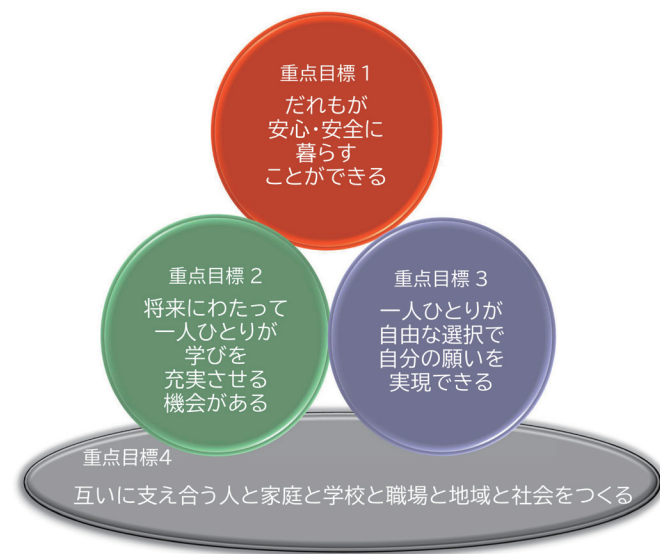 重点目標 1
だれもが
安心・安全に
暮らす
ことができる
重点目標 2
将来にわたって
一人ひとりが
学びを
充実させる
機会がある
重点目標 3
一人ひとりが
自由な選択で
自分の願いを
実現できる
重点目標4
互いに支え合う人と家庭と学校と職場と地域と社会をつくる